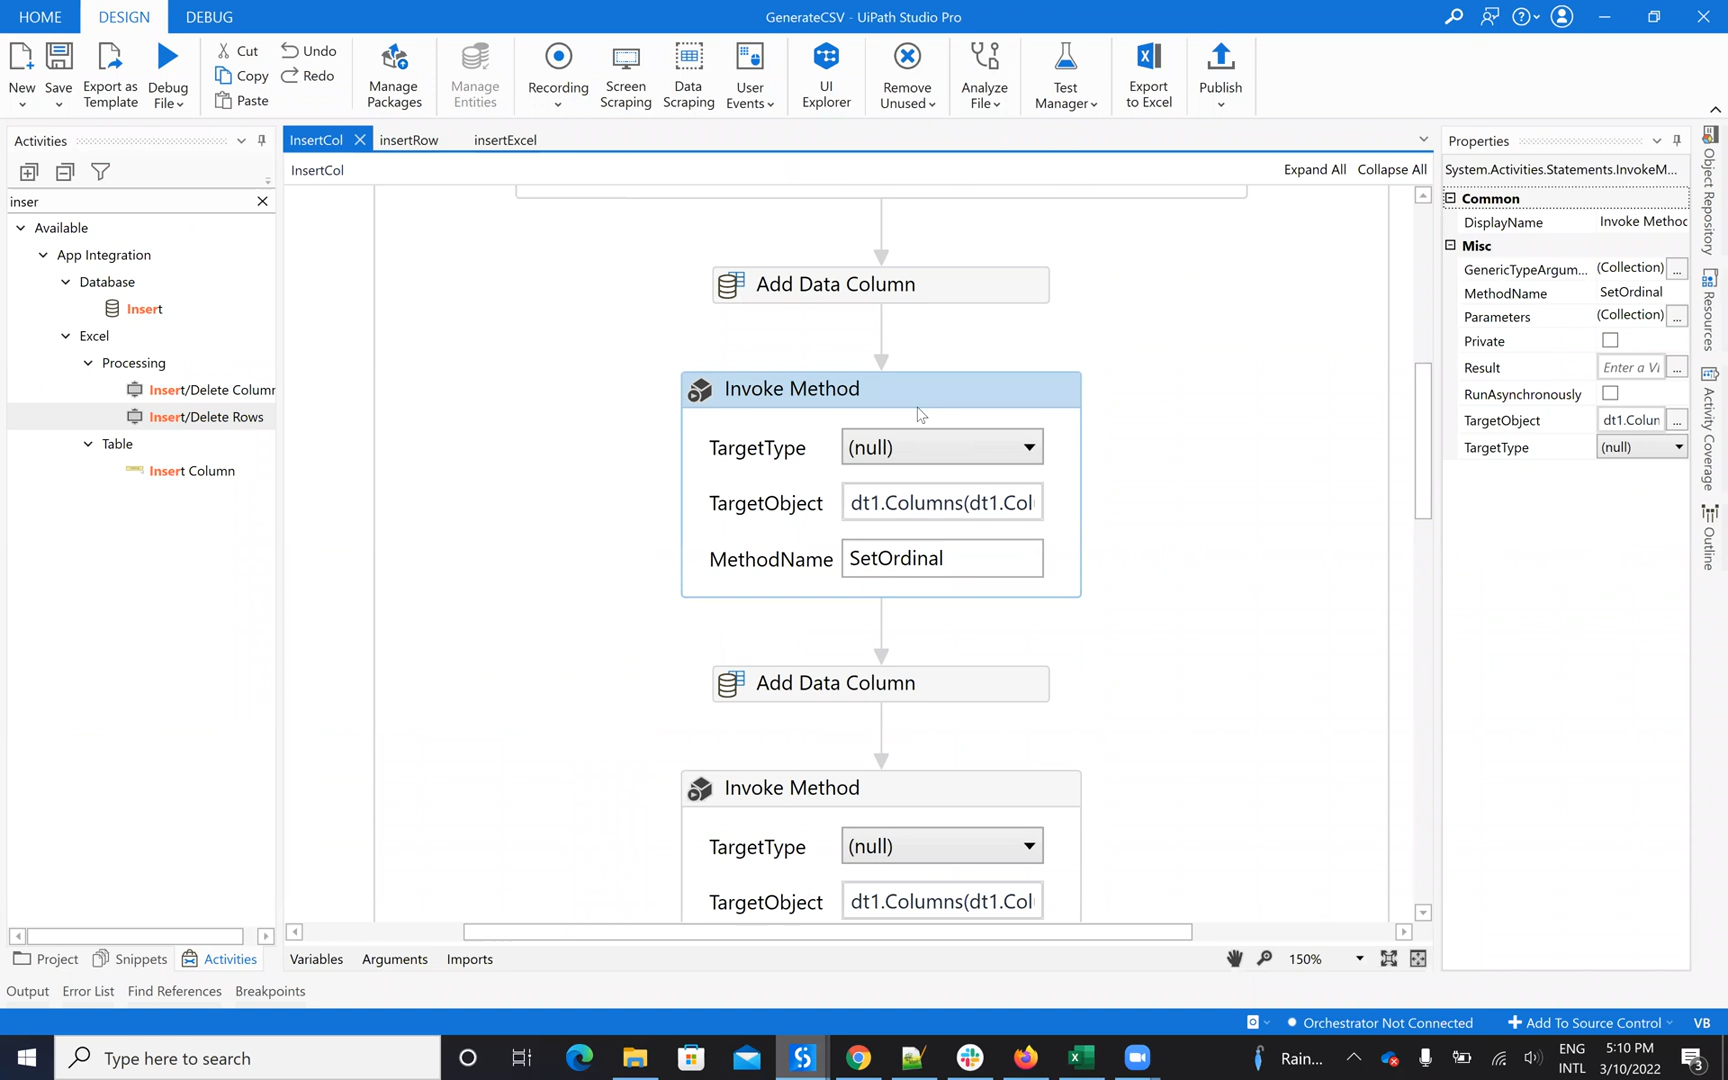 HOME DESIGN DEBUG GenerateCSV - UiPath Studio Pro
New Save Export as Template Debug File Cut Copy Paste Undo Redo Manage Packages Manage Entities Recording Screen Scraping Data Scraping User Events UI Explorer Remove Unused Analyze File Test Manager Export to Excel Publish
Activities
inser
Available
App Integration
Database
Insert
Excel
Processing
Insert/Delete Column
Insert/Delete Rows
Table
Insert Column
Project Snippets Activities
InsertCol insertRow insertExcel
InsertCol Expand All Collapse All
Add Data Column
Invoke Method
TargetType (null)
TargetObject dt1.Columns(dt1.Col
MethodName SetOrdinal
Add Data Column
Invoke Method
TargetType (null)
TargetObject dt1.Columns(dt1.Col
Variables Arguments Imports 150%
Properties
System.Activities.Statements.InvokeM...
Common
DisplayName Invoke Method
Misc
GenericTypeArgum... (Collection) ...
MethodName SetOrdinal
Parameters (Collection) ...
Private
Result Enter a VI ...
RunAsynchronously
TargetObject dt1.Colun ...
TargetType (null)
Object Repository
Resources
Activity Coverage
Outline
Output Error List Find References Breakpoints
Orchestrator Not Connected Add To Source Control VB
Type here to search Rain... ENG INTL 5:10 PM 3/10/2022 3